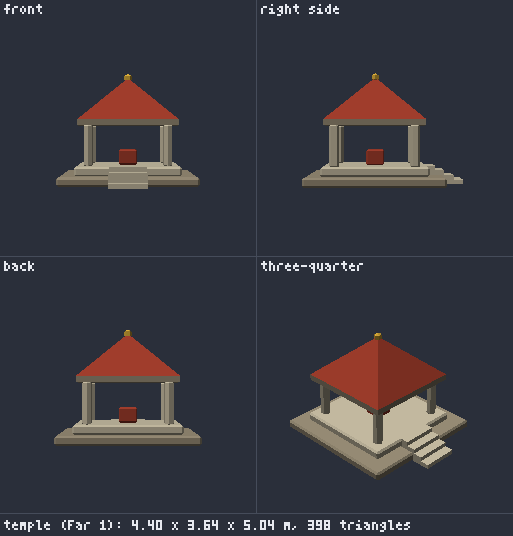 front
right side
back
three-quarter
temple (Far 1): 4.40 x 3.64 x 5.04 m, 398 triangles